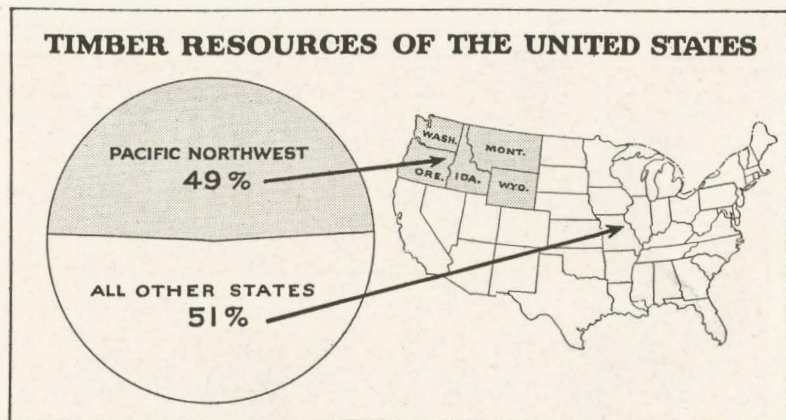 TIMBER RESOURCES OF THE UNITED STATES
PACIFIC NORTHWEST
49%
ALL OTHER STATES
51%
WASH.
MONT.
ORE.
IDA.
WYO.